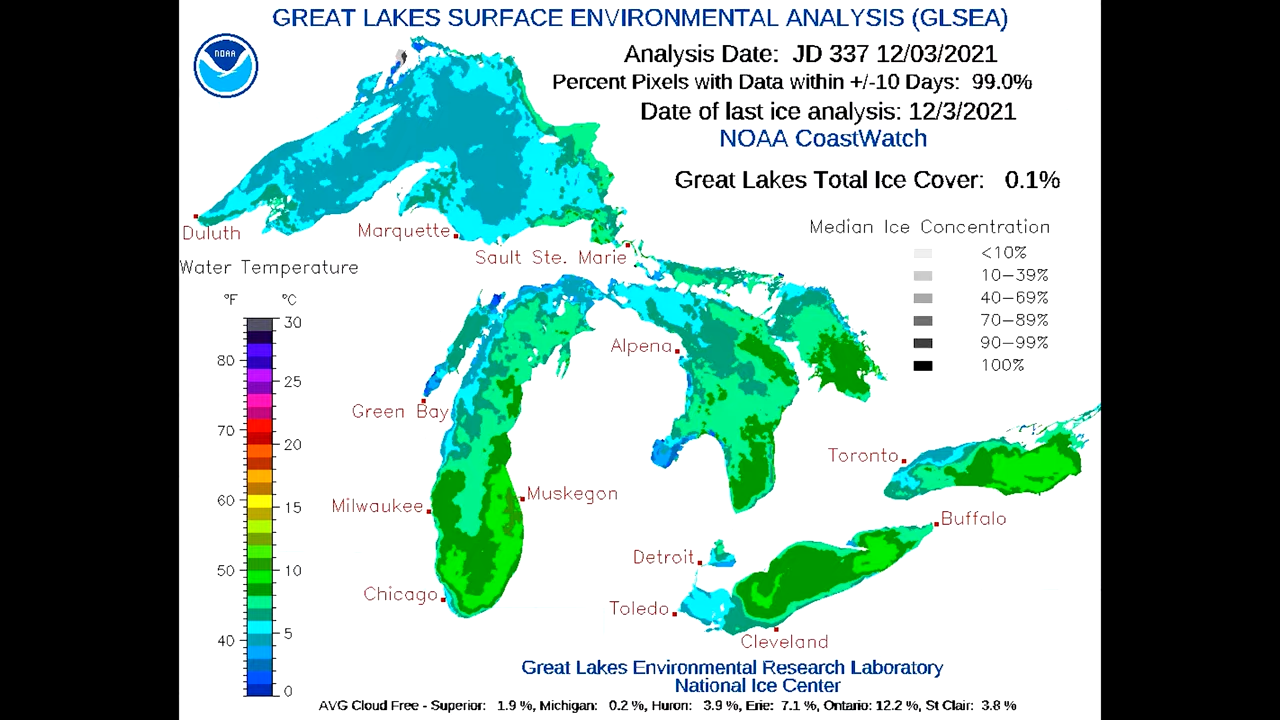 GREAT LAKES SURFACE ENVIRONMENTAL ANALYSIS (GLSEA)
NOAA
Analysis Date: JD 337 12/03/2021
Percent Pixels with Data within +/-10 Days: 99.0%
Date of last ice analysis: 12/3/2021
NOAA CoastWatch
Great Lakes Total Ice Cover: 0.1%
Median Ice Concentration
<10%
10-39%
40-69%
70-89%
90-99%
100%
Duluth
Marquette
Sault Ste. Marie
Water Temperature
°F °C
30
80
25
70
20
60
15
50
10
40
5
0
Alpena
Green Bay
Toronto
Milwaukee
Muskegon
Buffalo
Detroit
Chicago
Toledo
Cleveland
Great Lakes Environmental Research Laboratory
National Ice Center
AVG Cloud Free - Superior: 1.9 %, Michigan: 0.2 %, Huron: 3.9 %, Erie: 7.1 %, Ontario: 12.2 %, St Clair: 3.8 %